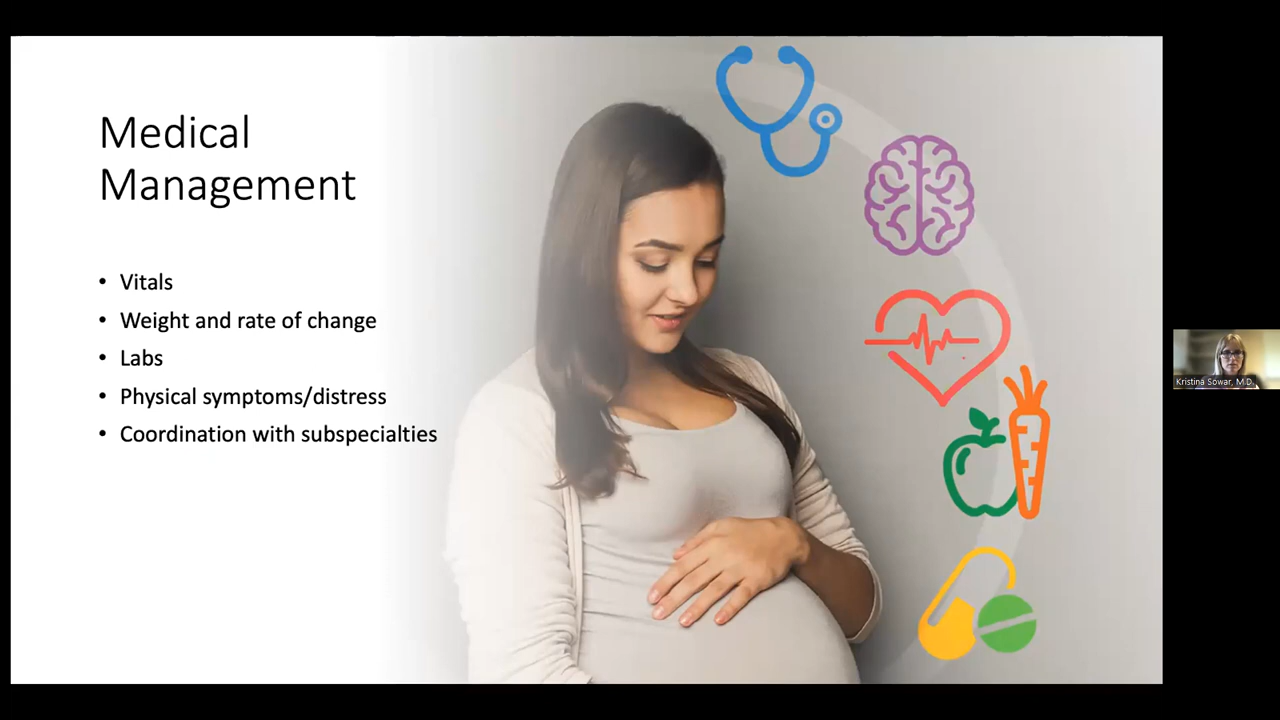 Medical
Management
• Vitals
• Weight and rate of change
• Labs
• Physical symptoms/distress
• Coordination with subspecialties
Kristina Sowar, M.D.